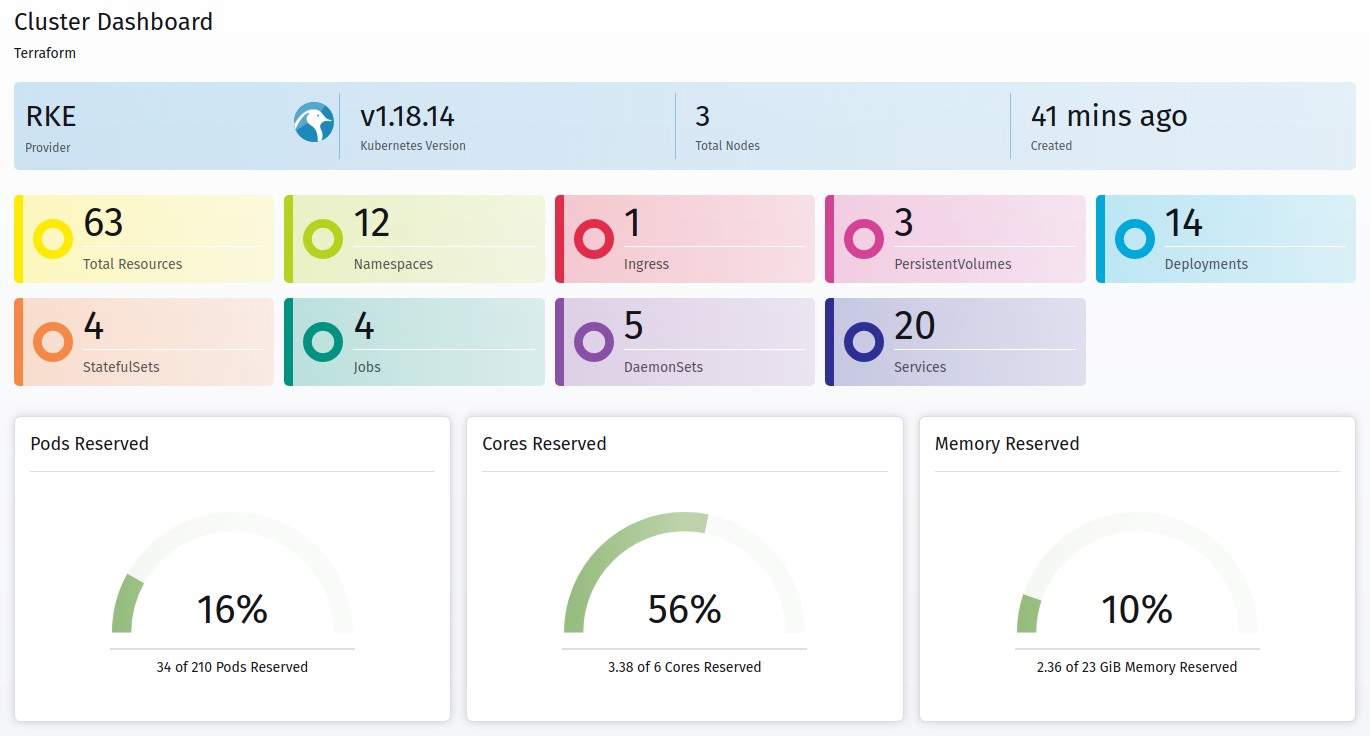 Cluster Dashboard
Terraform
RKE
Provider
v1.18.14
Kubernetes Version
3
Total Nodes
41 mins ago
Created
63
Total Resources
12
Namespaces
1
Ingress
3
PersistentVolumes
14
Deployments
4
StatefulSets
4
Jobs
5
DaemonSets
20
Services
Pods Reserved
16%
34 of 210 Pods Reserved
Cores Reserved
56%
3.38 of 6 Cores Reserved
Memory Reserved
10%
2.36 of 23 GiB Memory Reserved